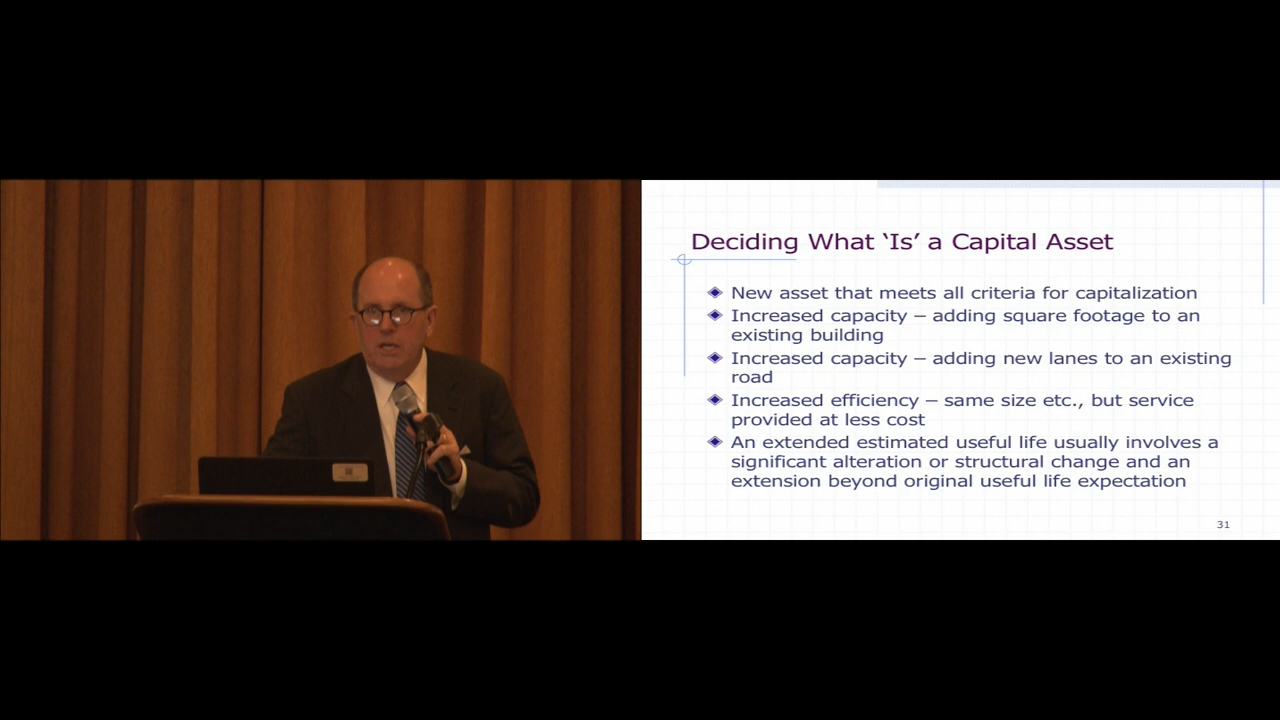 Deciding What ‘Is’ a Capital Asset
New asset that meets all criteria for capitalization
Increased capacity – adding square footage to an
existing building
Increased capacity – adding new lanes to an existing
road
Increased efficiency – same size etc., but service
provided at less cost
An extended estimated useful life usually involves a
significant alteration or structural change and an
extension beyond original useful life expectation
31